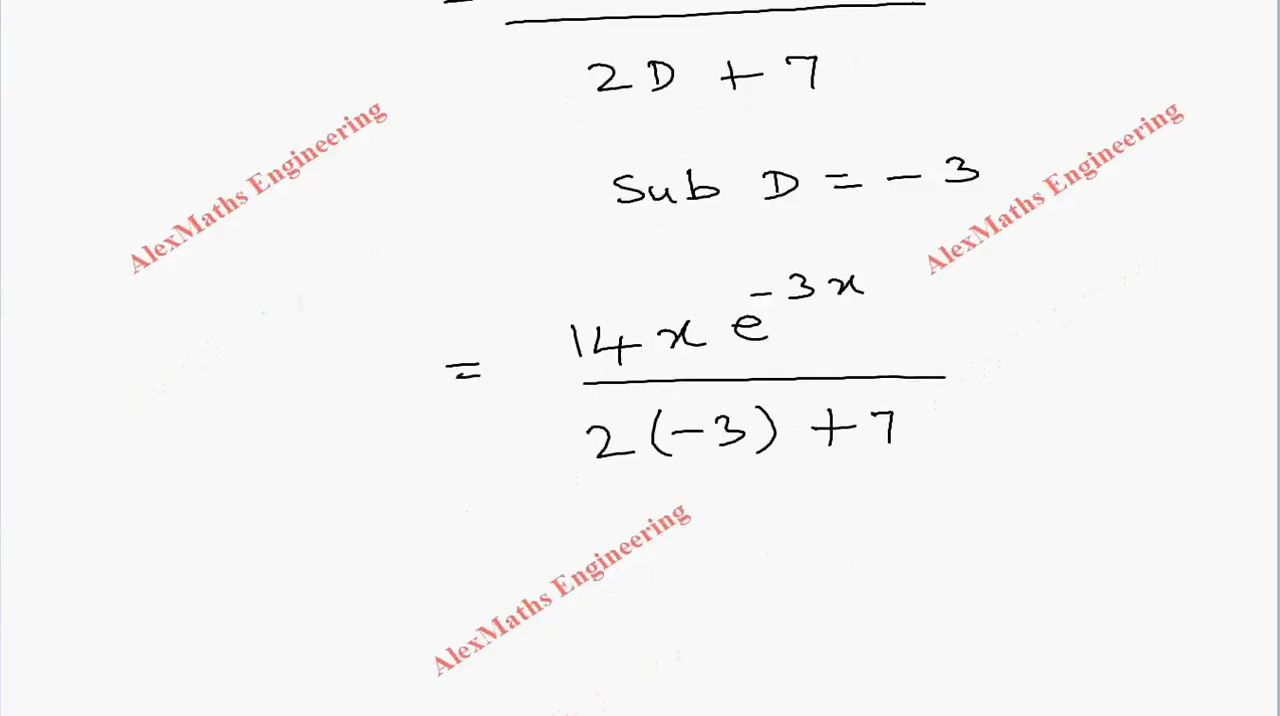 =
2D + 7
Sub D = - 3
= 14x e^{-3x}
2(-3) + 7
AlexMaths Engineering
AlexMaths Engineering
AlexMaths Engineering